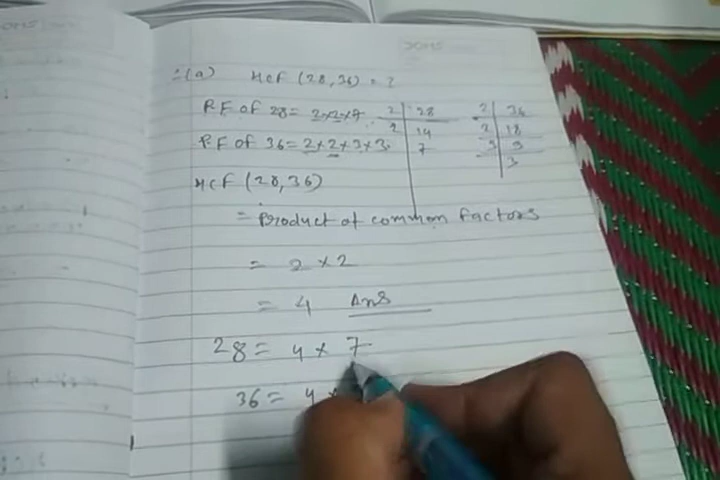 (a) HCF (28,36) = ?
P.F of 28 = 2×2×7 2 28 2 36
2 14 2 18
P.F of 36 = 2×2×3×3 7 3 9
3
HCF (28,36)
= Product of common factors
= 2×2
= 4 Ans
28 = 4 × 7
36 = 4 ×